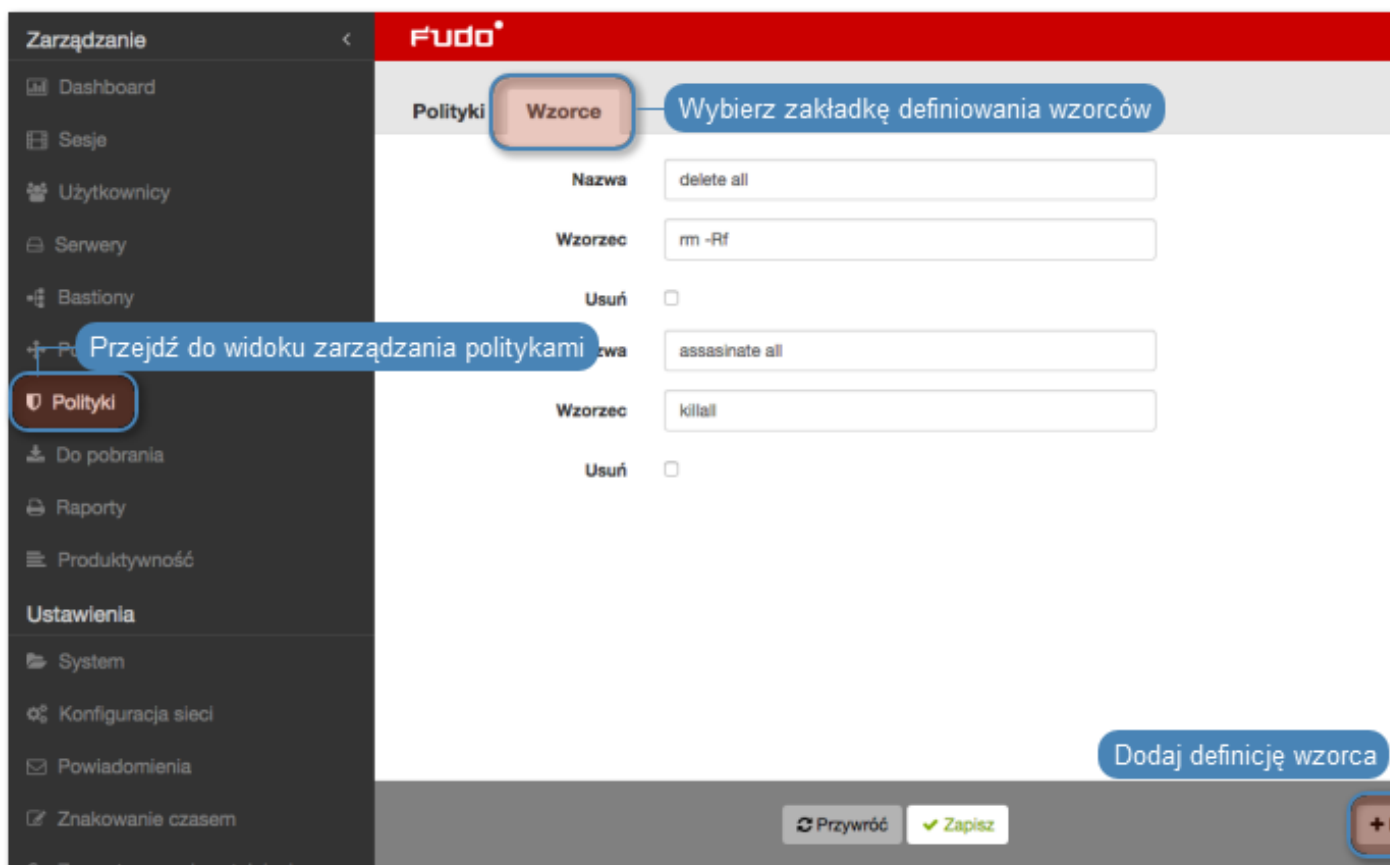 Zarządzanie
Dashboard
Sesje
Użytkownicy
Serwery
Bastiony
Przejdź do widoku zarządzania politykami
Polityki
Do pobrania
Raporty
Produktywność
Ustawienia
System
Konfiguracja sieci
Powiadomienia
Znakowanie czasem
FUDO
Polityki Wzorce Wybierz zakładkę definiowania wzorców
Nazwa delete all
Wzorzec rm -Rf
Usuń
assasinate all
Wzorzec killall
Usuń
Dodaj definicję wzorca
Przywróć Zapisz